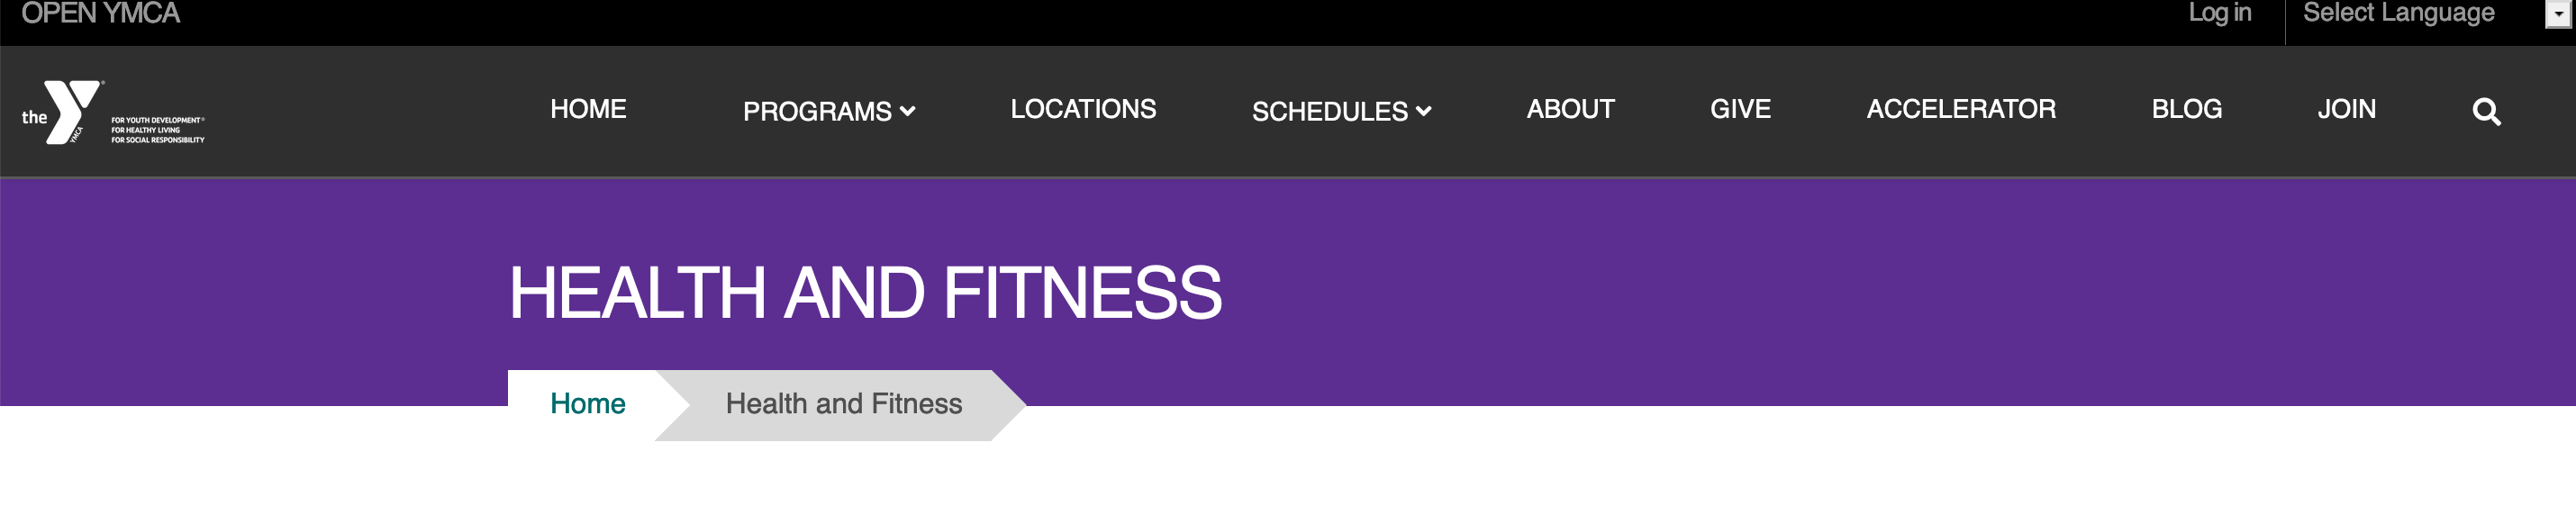 OPEN YMCA
Log in
Select Language
the Y®
YMCA
FOR YOUTH DEVELOPMENT®
FOR HEALTHY LIVING
FOR SOCIAL RESPONSIBILITY
HOME PROGRAMS LOCATIONS SCHEDULES ABOUT GIVE ACCELERATOR BLOG JOIN
HEALTH AND FITNESS
Home Health and Fitness